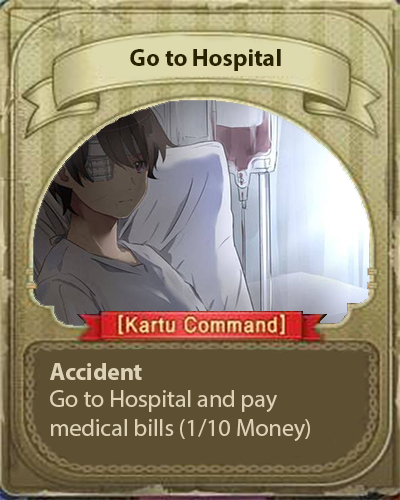 Go to Hospital
[Kartu Command]
Accident
Go to Hospital and pay
medical bills (1/10 Money)